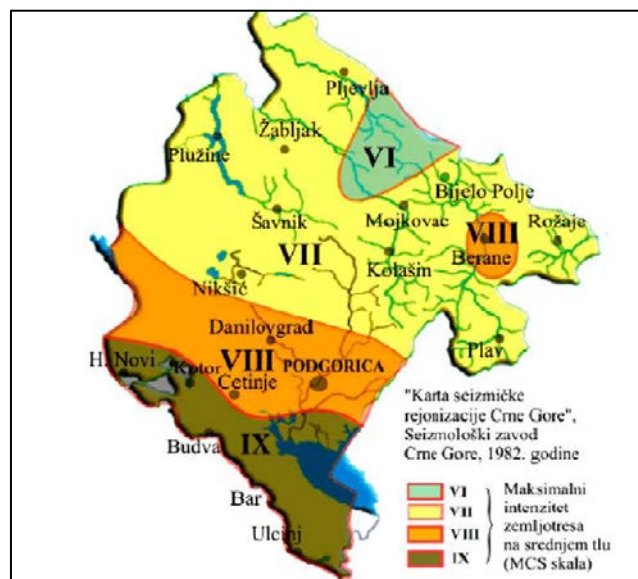 Pljevlja
Žabljak
Plužine
VI
Bijelo Polje
Šavnik
Mojkovac
VIII
Rožaje
VII
Berane
Kolašin
Nikšić
Danilovgrad
Plav
H. Novi
VIII
PODGORICA
Kotor
Cetinje
IX
Budva
Bar
Ulcinj
"Karta seizmičke
rejonizacije Crne Gore",
Seizmološki zavod
Crne Gore, 1982. godine
VI
VII
VIII
IX
Maksimalni
intenzitet
zemljotresa
na srednjem tlu
(MCS skala)